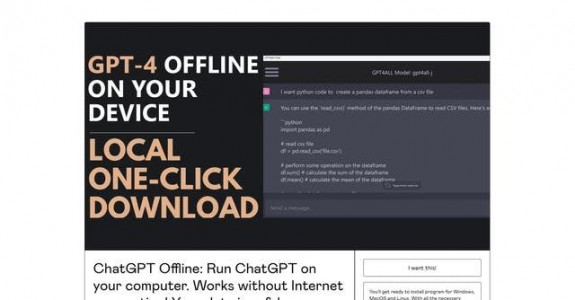 GPT-4 OFFLINE
ON YOUR
DEVICE
LOCAL
ONE-CLICK
DOWNLOAD
GPT4ALL Model: gpt4all-j
I want python code to create a pandas dataframe from a csv file
You can use the `read_csv()` method of the pandas DataFrame to read CSV files. Here's
```python
import pandas as pd
# read csv file
df = pd.read_csv('file.csv')
# perform some operation on the dataframe
df.sum() # calculate the sum of the dataframe
df.mean() # calculate the mean of the dataframe
Send a message...
ChatGPT Offline: Run ChatGPT on
your computer. Works without Internet
I want this!
You'll get ready to install program for Windows,
MacOS and Linux. With all the necessary